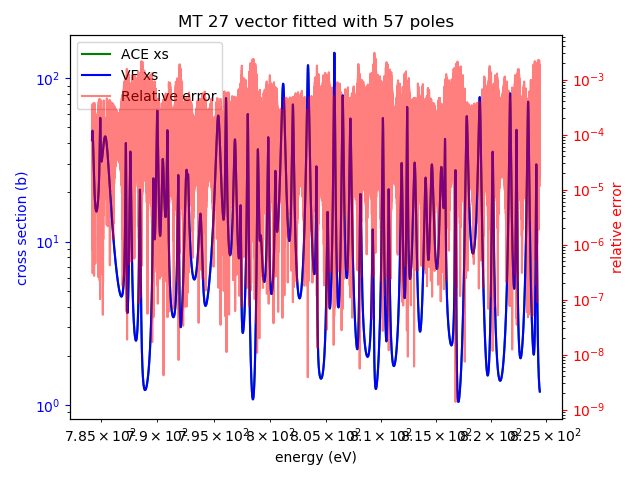 MT 27 vector fitted with 57 poles
ACE xs
VF xs
Relative error
cross section (b)
10²
10¹
10⁰
relative error
10⁻³
10⁻⁴
10⁻⁵
10⁻⁶
10⁻⁷
10⁻⁸
10⁻⁹
7.85 × 10² 7.9 × 10² 7.95 × 10² 8 × 10² 8.05 × 10² 8.1 × 10² 8.15 × 10² 8.2 × 10² 8.25 × 10²
energy (eV)